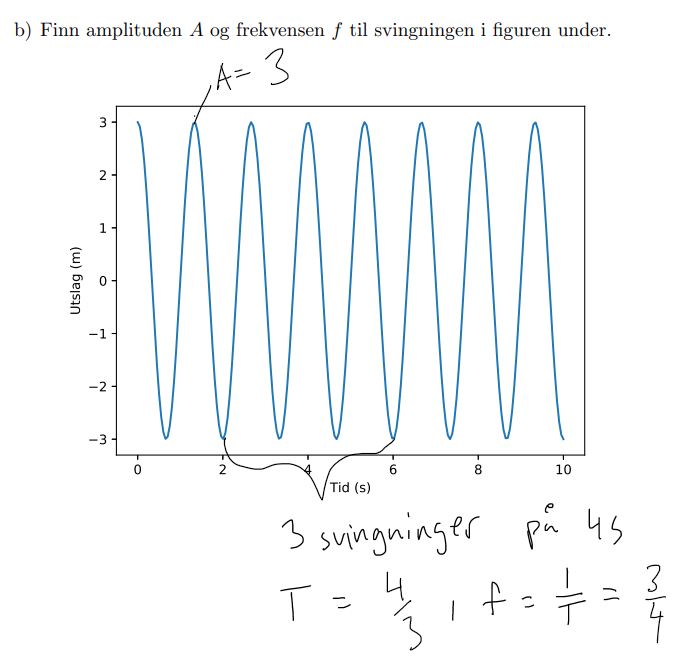 b) Finn amplituden A og frekvensen f til svingningen i figuren under.
A = 3
3
2
1
0
−1
−2
−3
Utslag (m)
0 2 4 6 8 10
Tid (s)
3 svingninger på 4s
T = 4/3 , f = 1/T = 3/4